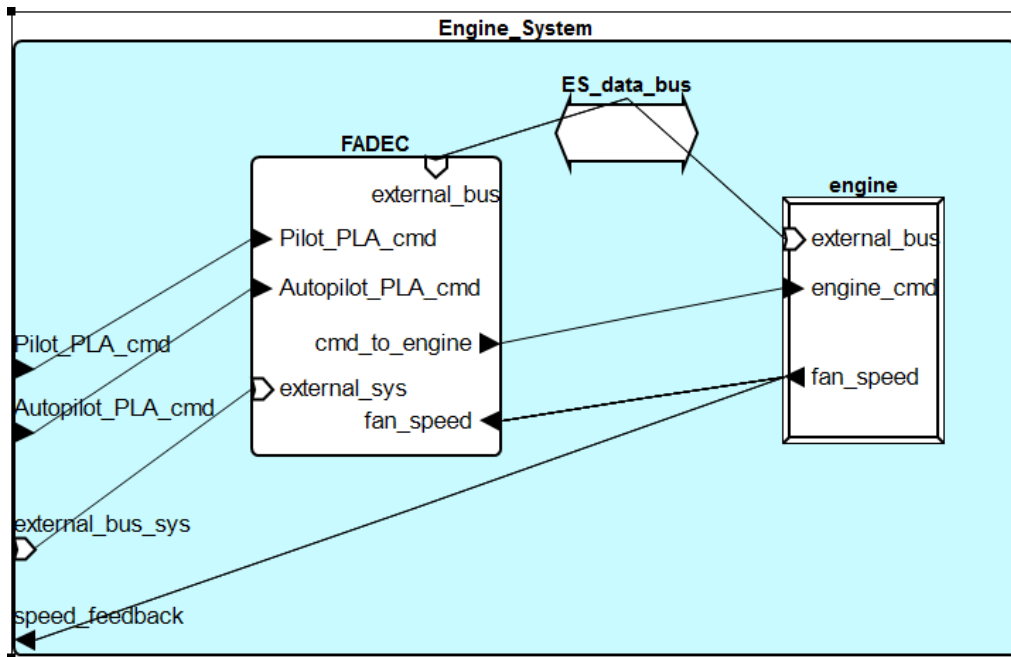 Engine_System
ES_data_bus
FADEC
external_bus
Pilot_PLA_cmd
Autopilot_PLA_cmd
cmd_to_engine
external_sys
fan_speed
engine
external_bus
engine_cmd
fan_speed
Pilot_PLA_cmd
Autopilot_PLA_cmd
external_bus_sys
speed_feedback